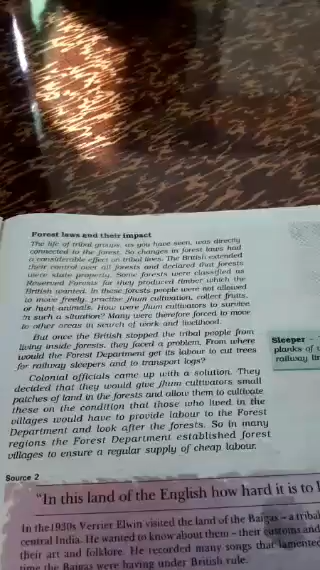 Forest laws and their impact
The life of tribal groups, as you have seen, was directly
connected to the forest. So changes in forest laws had
a considerable effect on tribal lives. The British extended
their control over all forests and declared that forests
were state property. Some forests were classified as
Reserved Forests for they produced timber which the
British wanted. In these forests people were not allowed
to move freely, practise jhum cultivation, collect fruits,
or hunt animals. How were jhum cultivators to survive
in such a situation? Many were therefore forced to move
to other areas in search of work and livelihood.
But once the British stopped the tribal people from
living inside forests, they faced a problem. From where
would the Forest Department get its labour to cut trees
for railway sleepers and to transport logs?
Colonial officials came up with a solution. They
decided that they would give jhum cultivators small
patches of land in the forests and allow them to cultivate
these on the condition that those who lived in the
villages would have to provide labour to the Forest
Department and look after the forests. So in many
regions the Forest Department established forest
villages to ensure a regular supply of cheap labour.
Sleeper –
planks of
railway li
Source 2
"In this land of the English how hard it is to
In the 1930s Verrier Elwin visited the land of the Baigas – a tribal
central India. He wanted to know about them – their customs and
their art and folklore. He recorded many songs that lamented
time the Baigas were having under British rule.